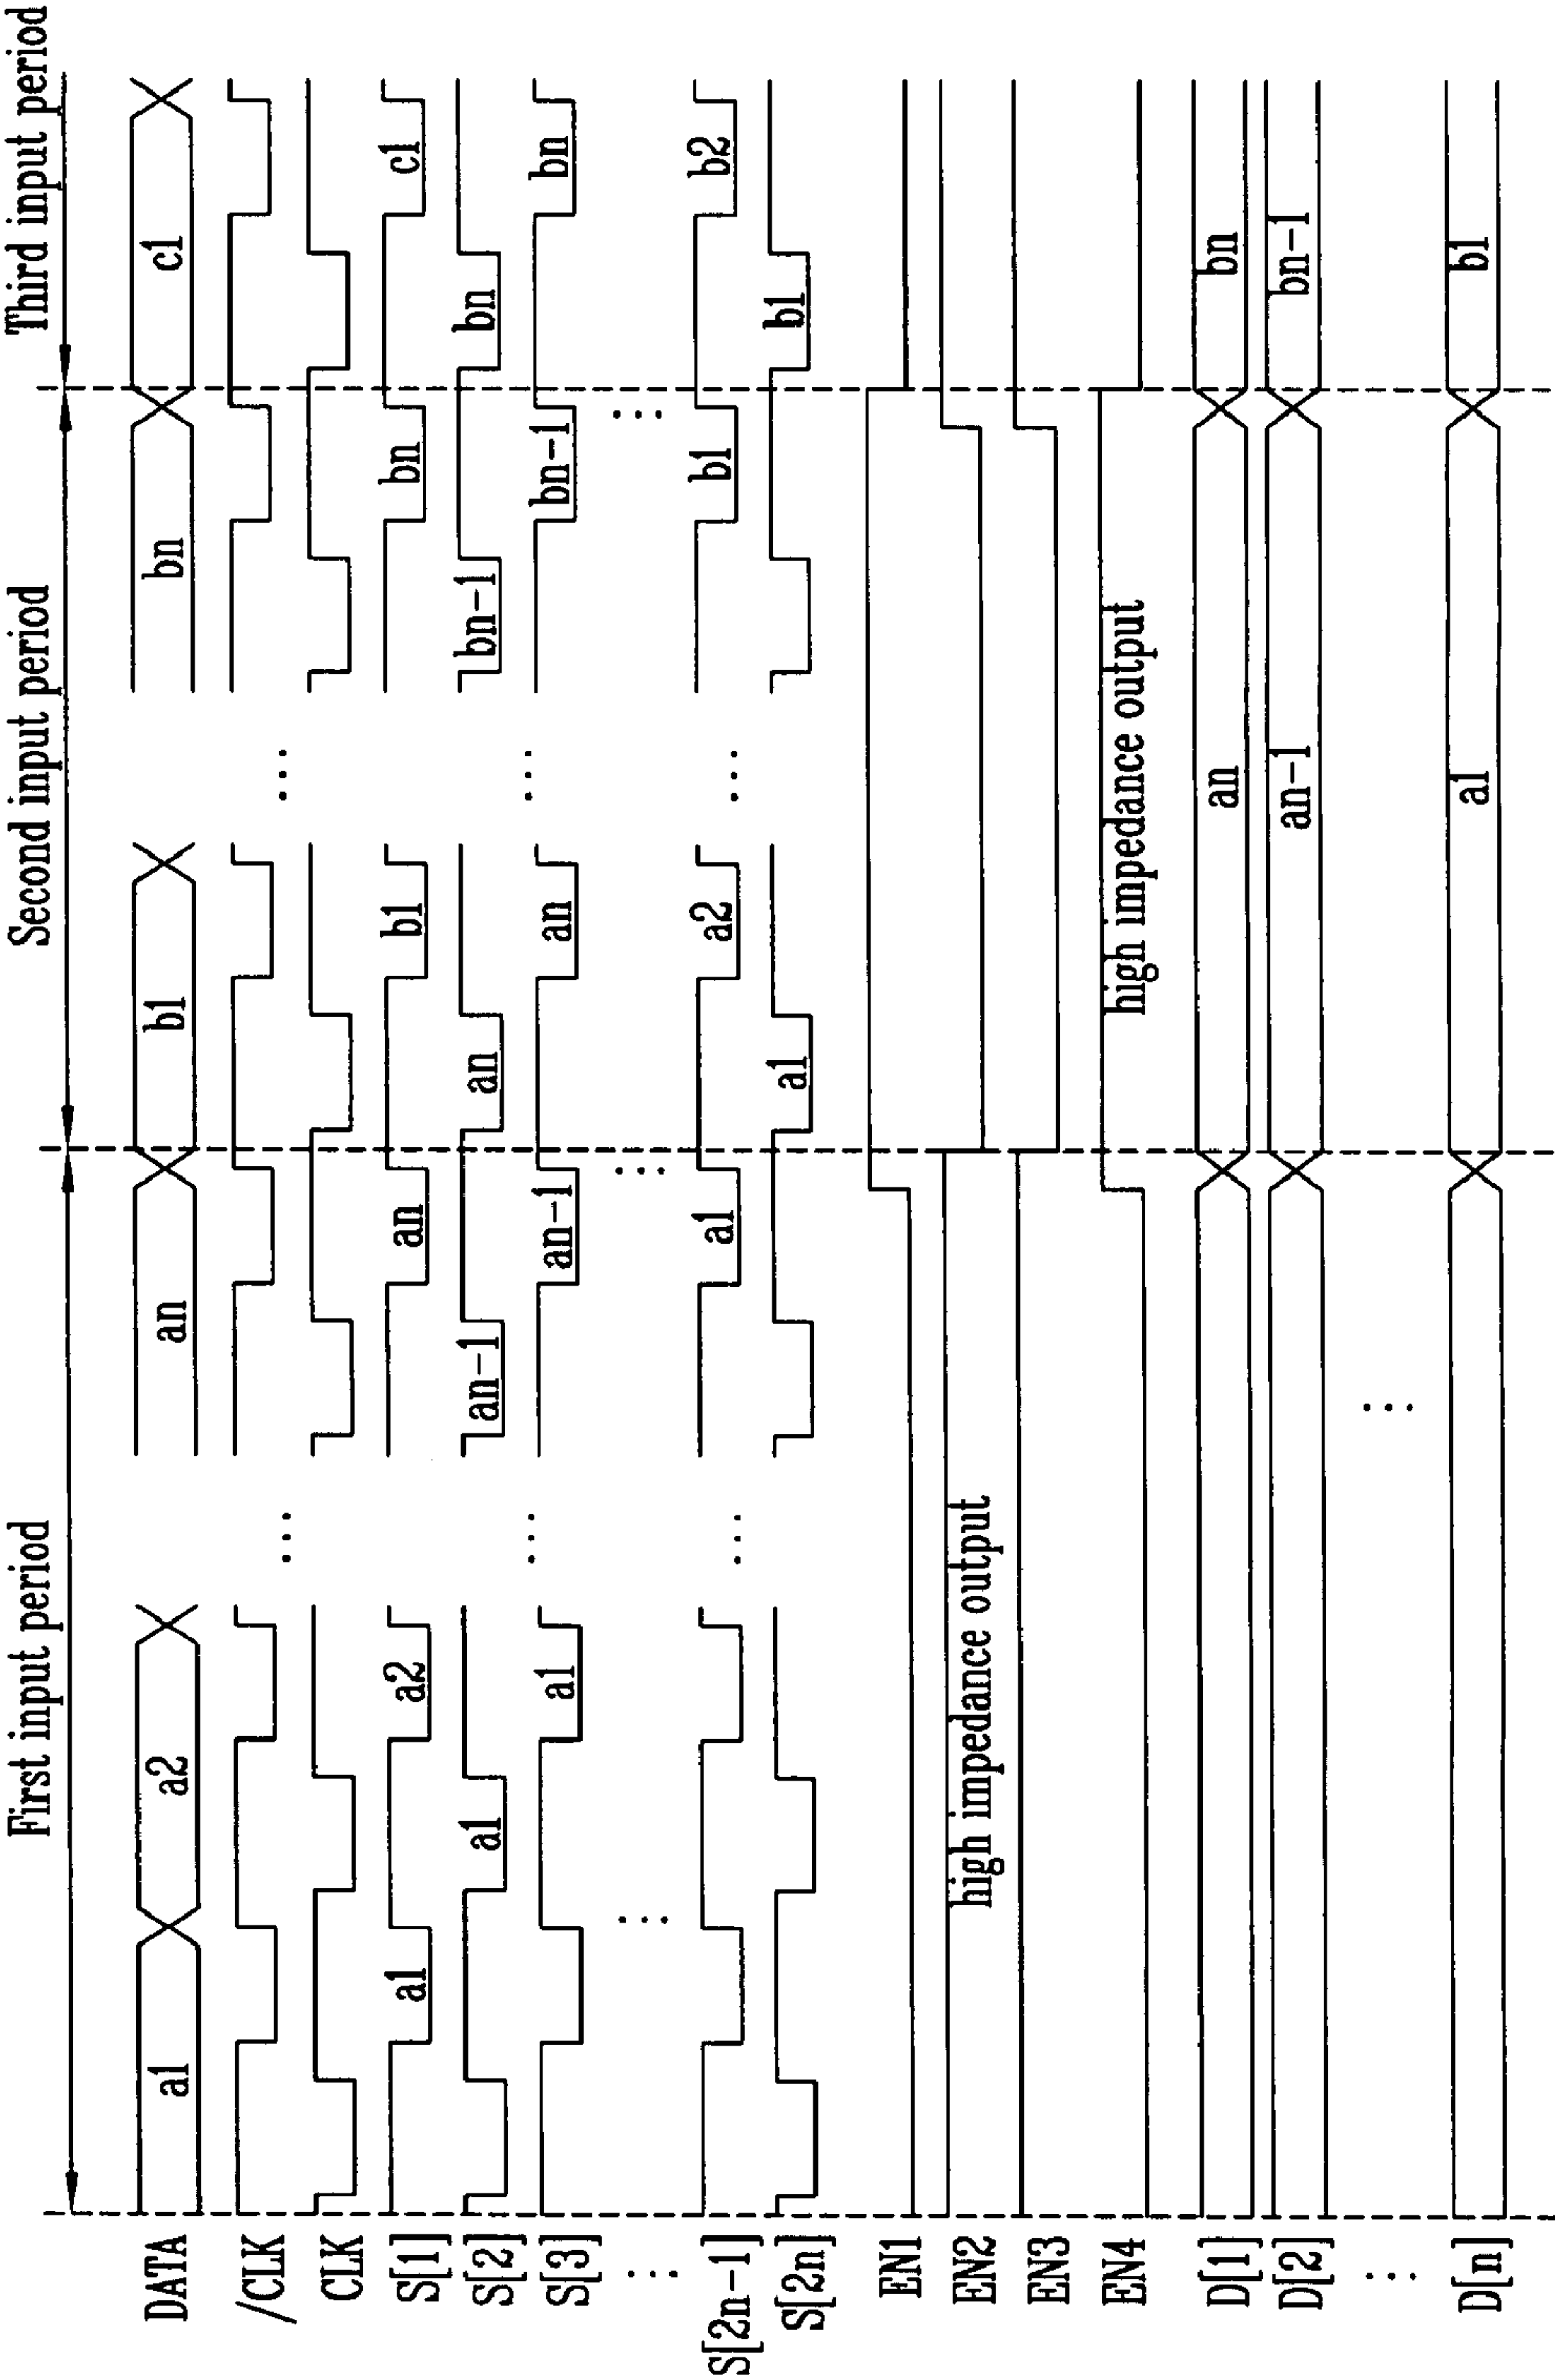 First input period Second input period Third input period
DATA a1 a2 an b1 bn c1
/CLK
...
CLK
S[1] a1 a2 an b1 bn c1
S[2] a1 an-1 an bn-1 bn
S[3] a1 an-1 an bn-1 bn
... ... ... ... ... ...
S[2n-1] a1 a2 b1 b2
... ...
S[2n] a1 b1
EN1
EN2 high impedance output
EN3
EN4 high impedance output
D[1] an bn
D[2] an-1 bn-1
... ...
D[n] a1 b1